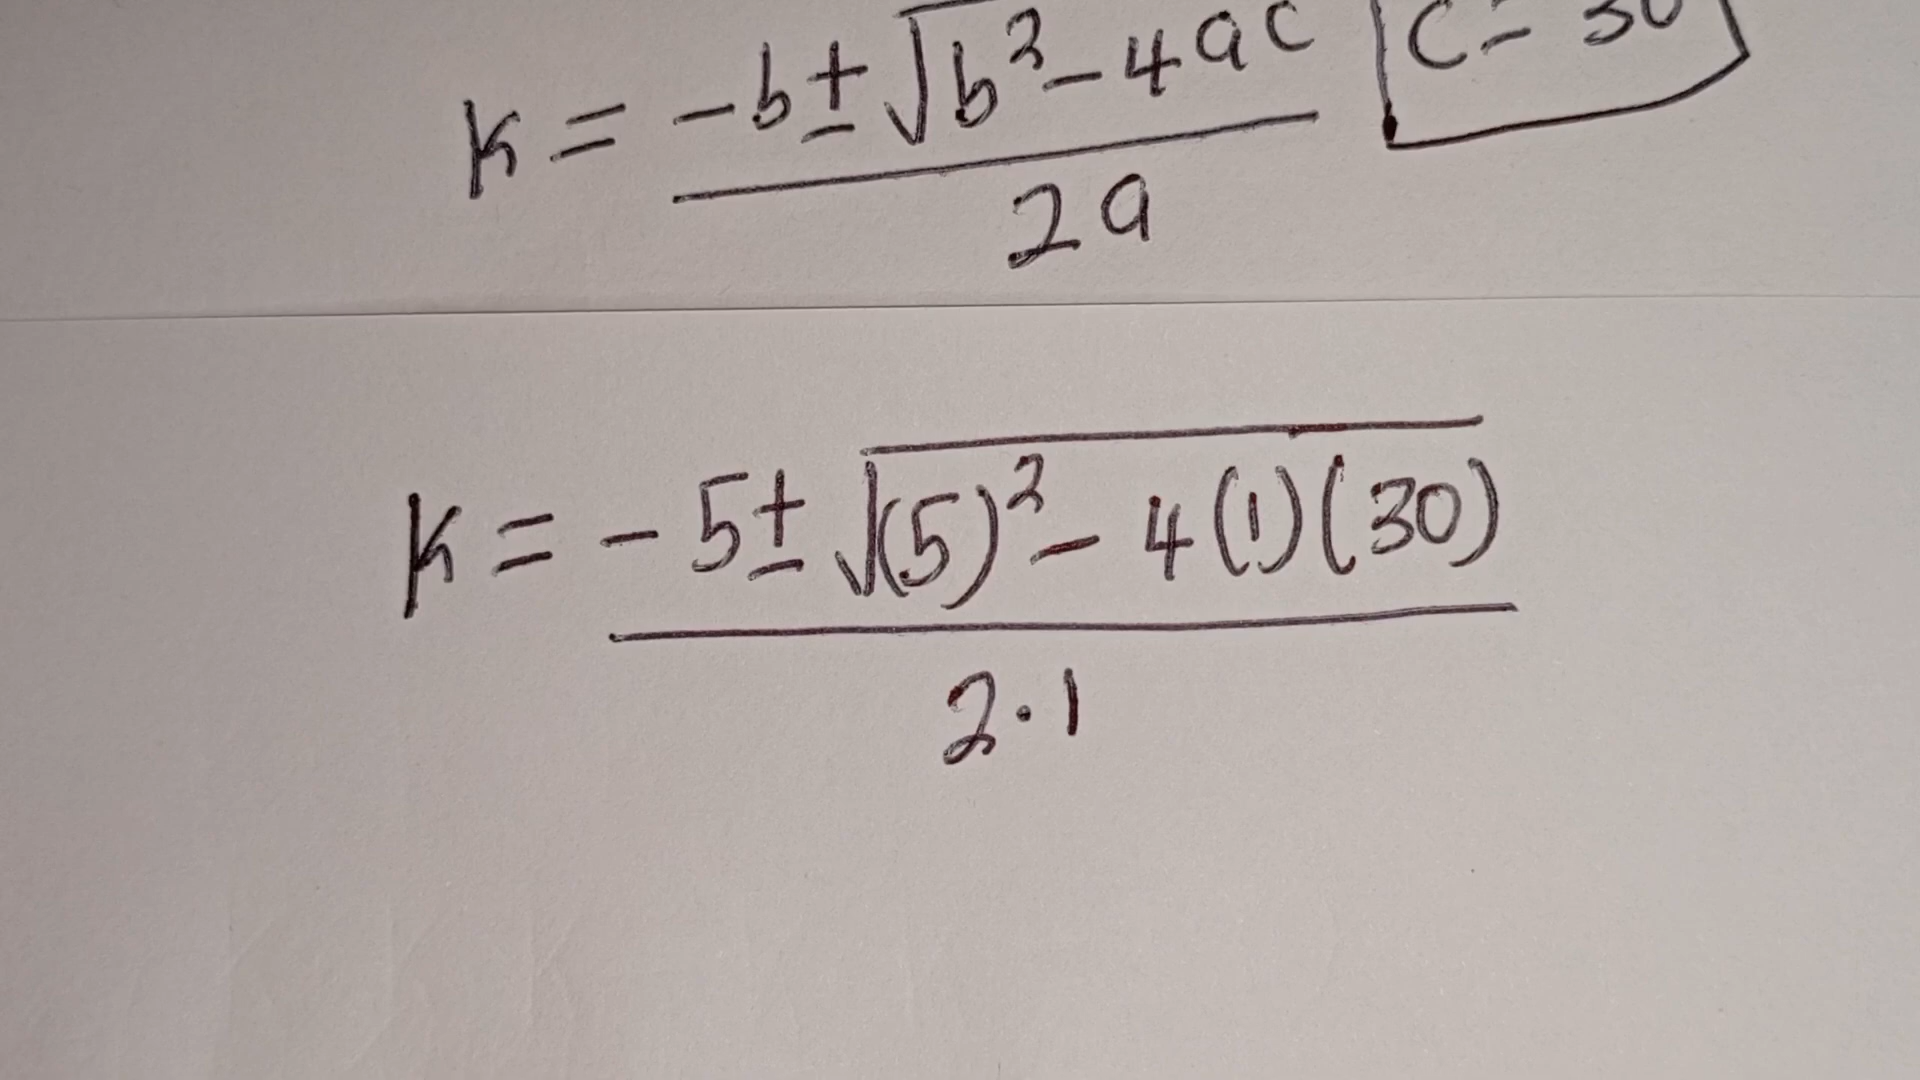 K = -b ± √b² - 4ac / 2a
C = 30
K = -5 ± √(5)² - 4(1)(30) / 2·1